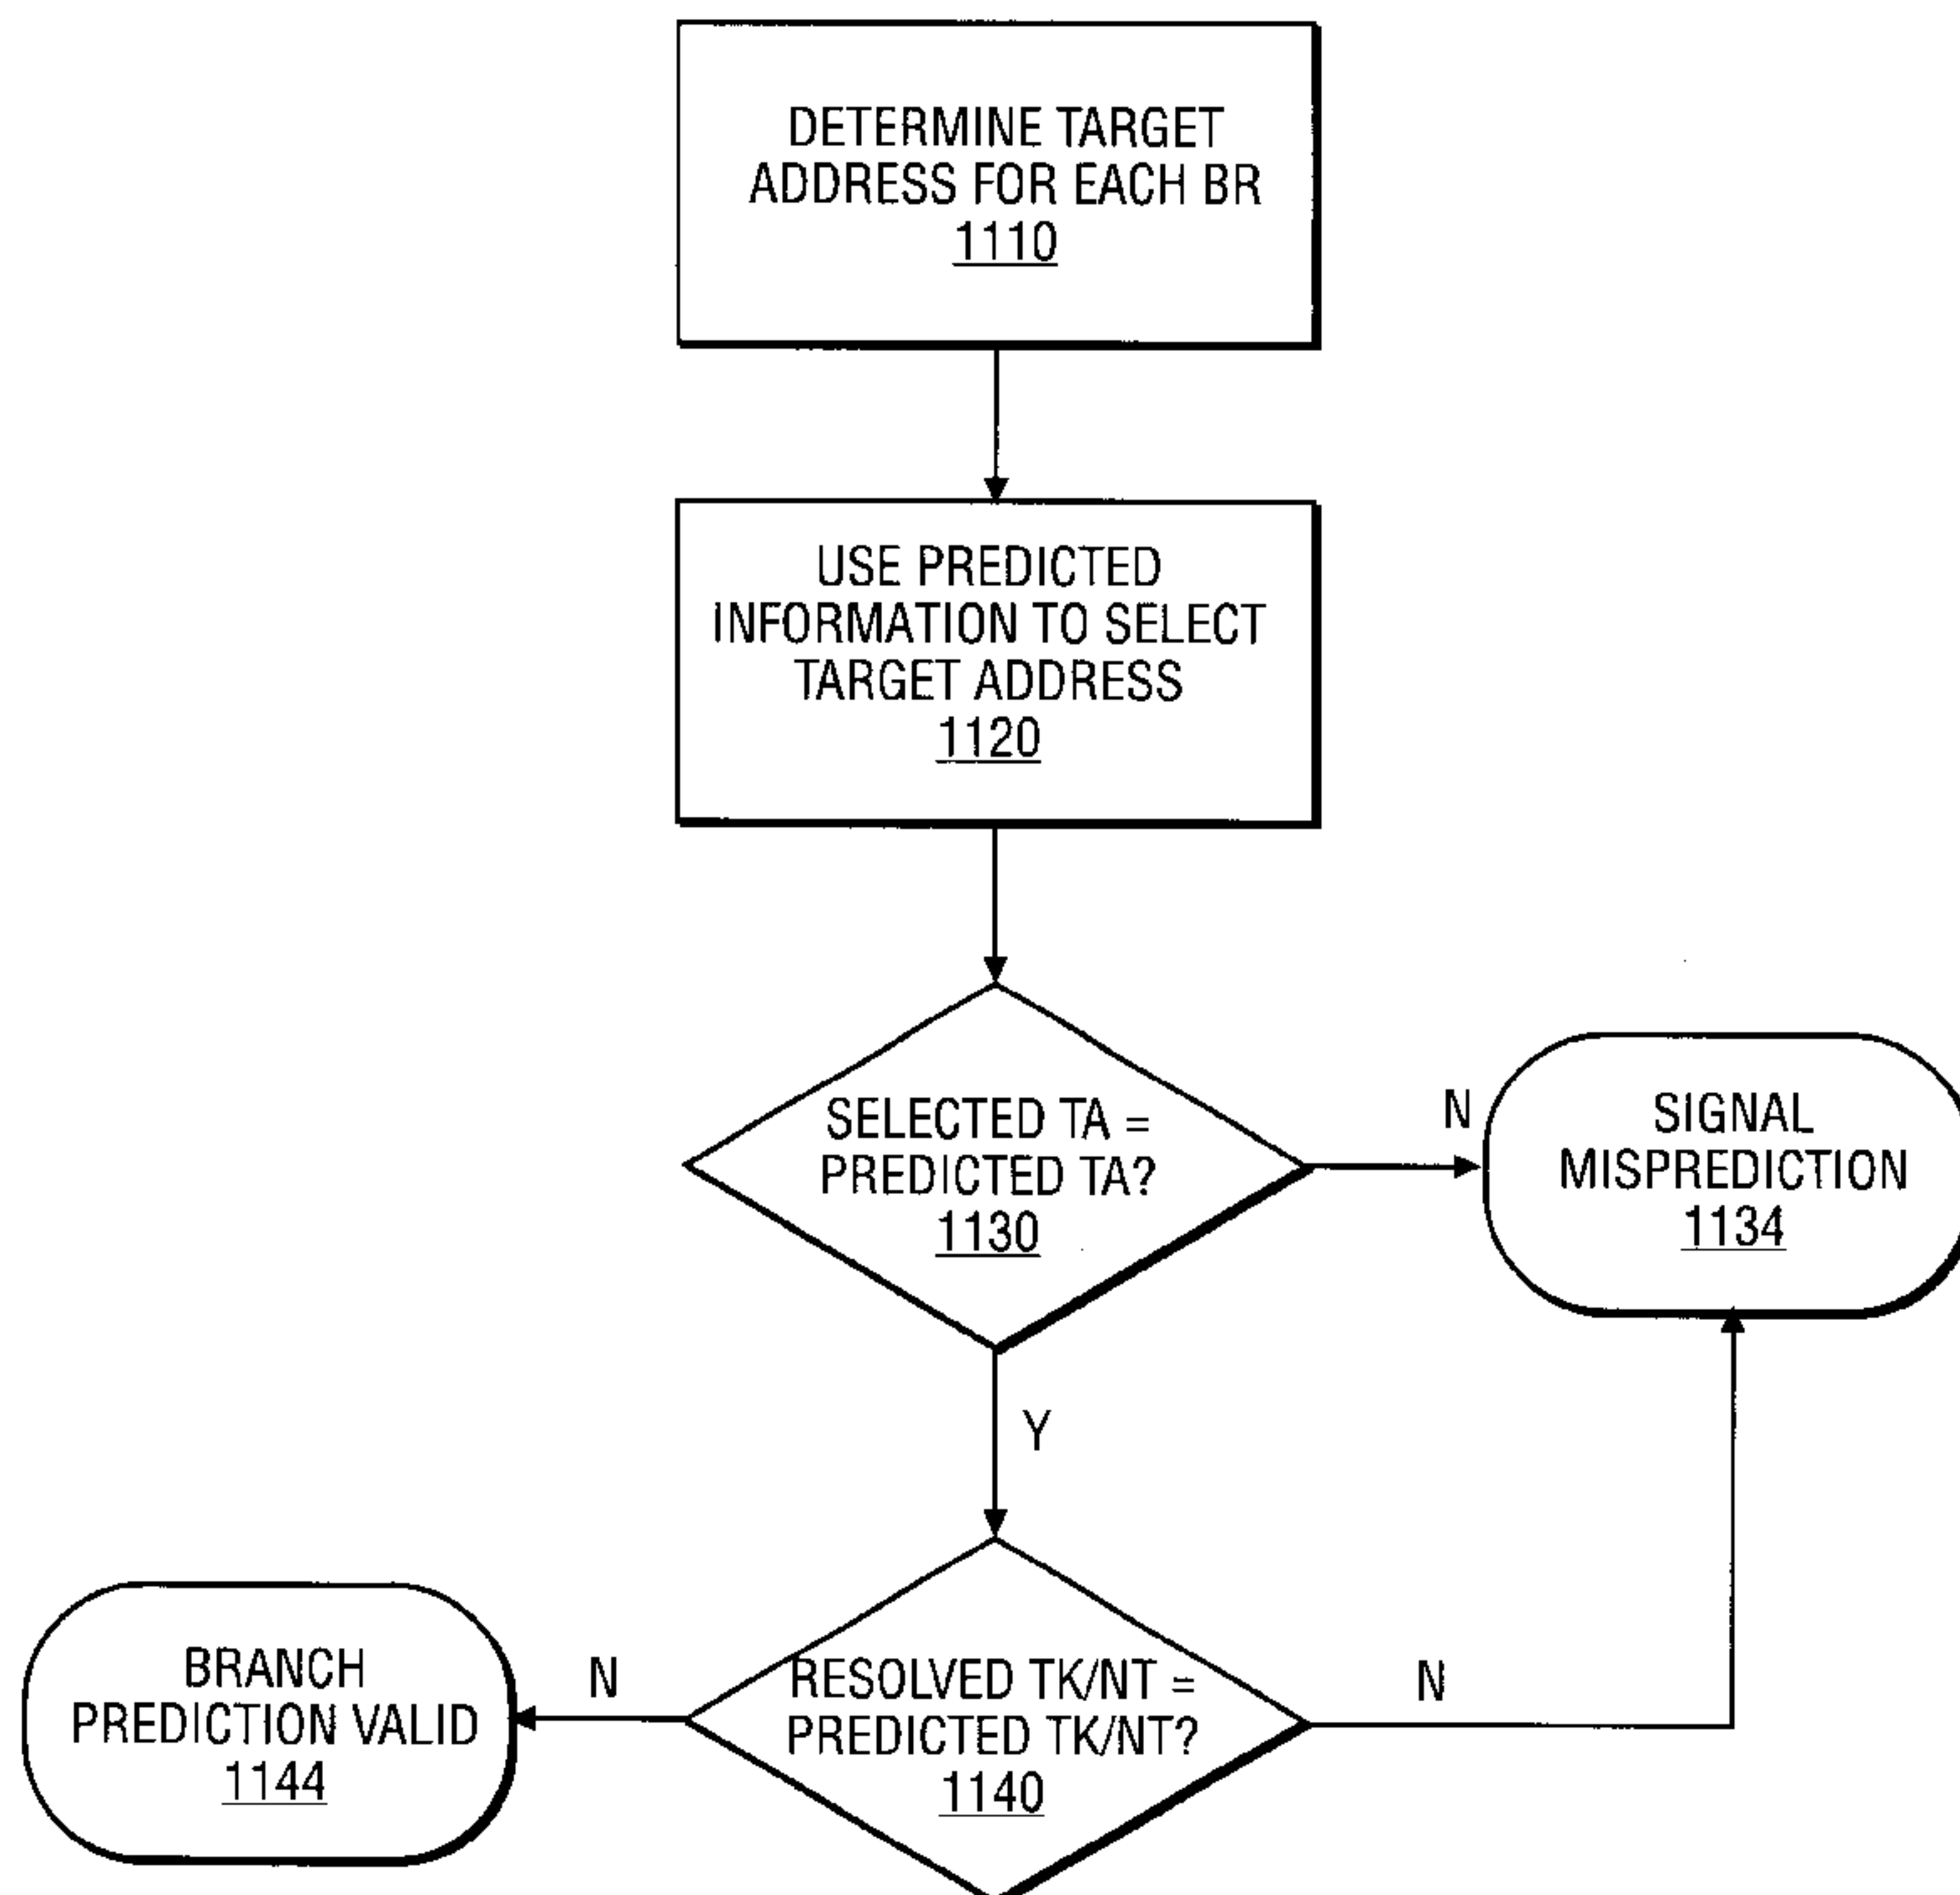 DETERMINE TARGET
ADDRESS FOR EACH BR
1110
USE PREDICTED
INFORMATION TO SELECT
TARGET ADDRESS
1120
SELECTED TA =
PREDICTED TA?
1130
N
SIGNAL
MISPREDICTION
1134
Y
BRANCH
PREDICTION VALID
1144
N
RESOLVED TK/NT =
PREDICTED TK/NT?
1140
N